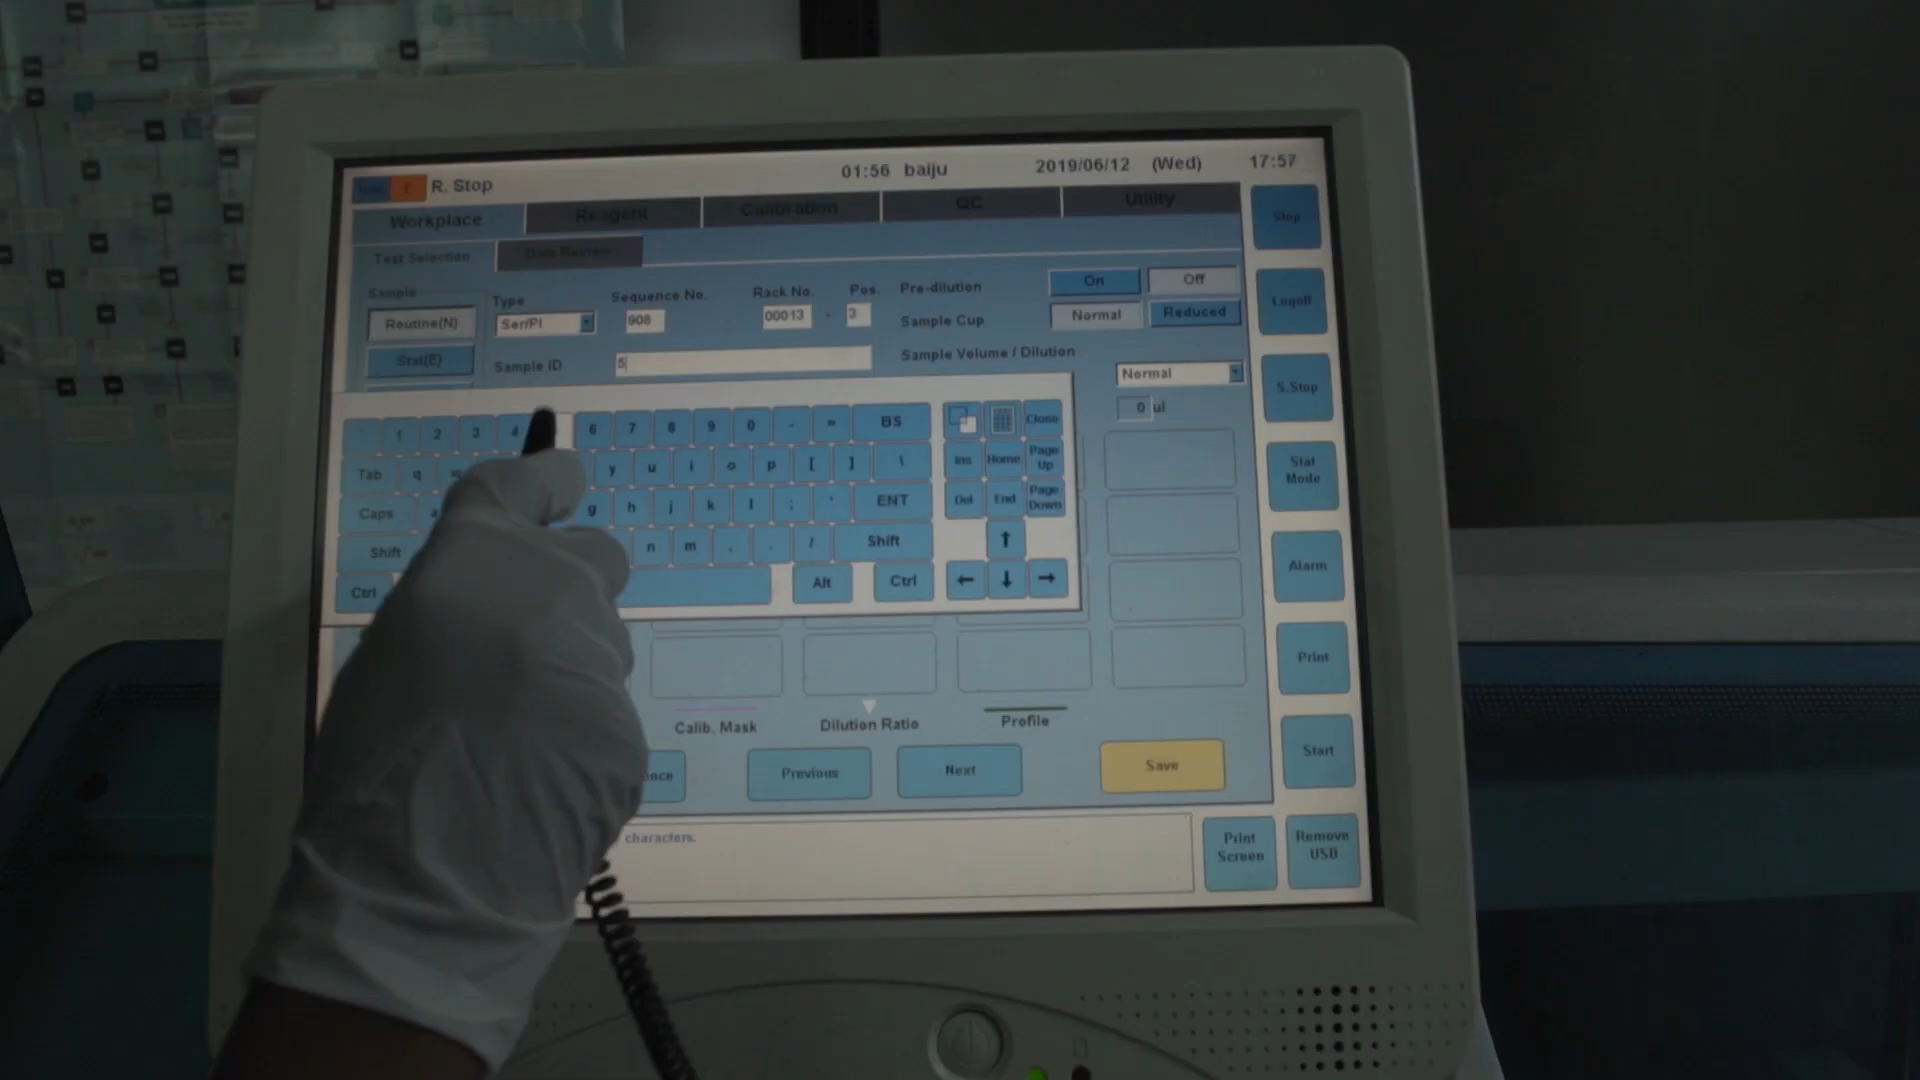 R. Stop 01:56 baiju 2019/06/12 (Wed) 17:57
Workplace Reagent Calibration QC Utility
Stop
Test Selection Data Review
Sample Type Sequence No. Rack No. Pos. Pre-dilution On Off
Routine(N) Ser/Pl 908 00013 - 3 Sample Cup Normal Reduced
Logoff
Stat(E) Sample ID 5 Sample Volume / Dilution
Normal
S.Stop
0 ul
1 2 3 4 6 7 8 9 0 - = BS Close
Tab q y u i o p [ ] \ Ins Home Page Up
Stat Mode
Caps g h j k l ; ' ENT Del End Page Down
Shift n m , . / Shift ↑
Alarm
Ctrl Alt Ctrl ← ↓ →
Print
Calib. Mask Dilution Ratio Profile
Previous Next Save
Start
characters.
Print Screen
Remove USB